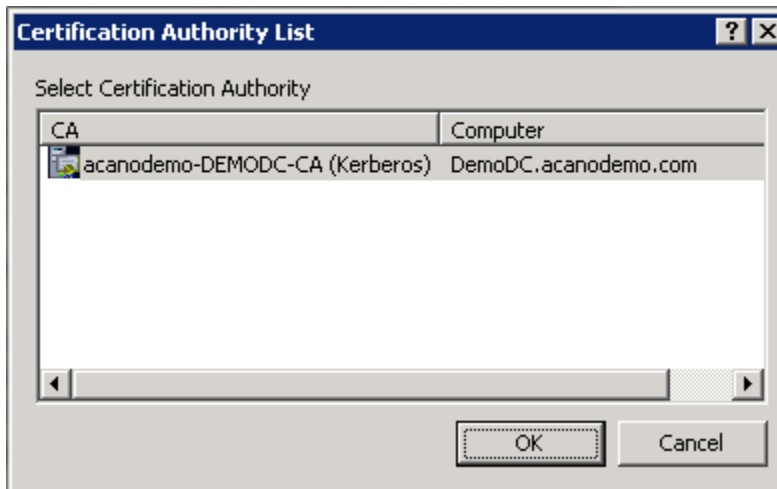 Certification Authority List
Select Certification Authority
CA Computer
acanodemo-DEMODC-CA (Kerberos) DemoDC.acanodemo.com
OK Cancel